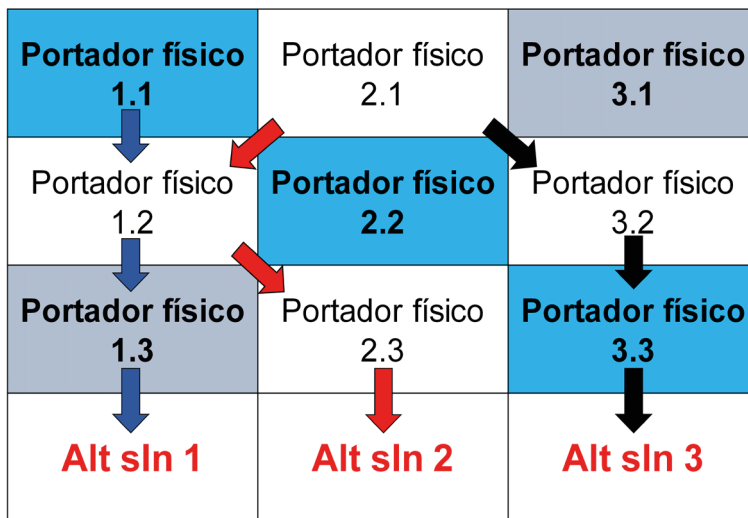 Portador físico
1.1
Portador físico
2.1
Portador físico
3.1
Portador físico
1.2
Portador físico
2.2
Portador físico
3.2
Portador físico
1.3
Portador físico
2.3
Portador físico
3.3
Alt sln 1
Alt sln 2
Alt sln 3